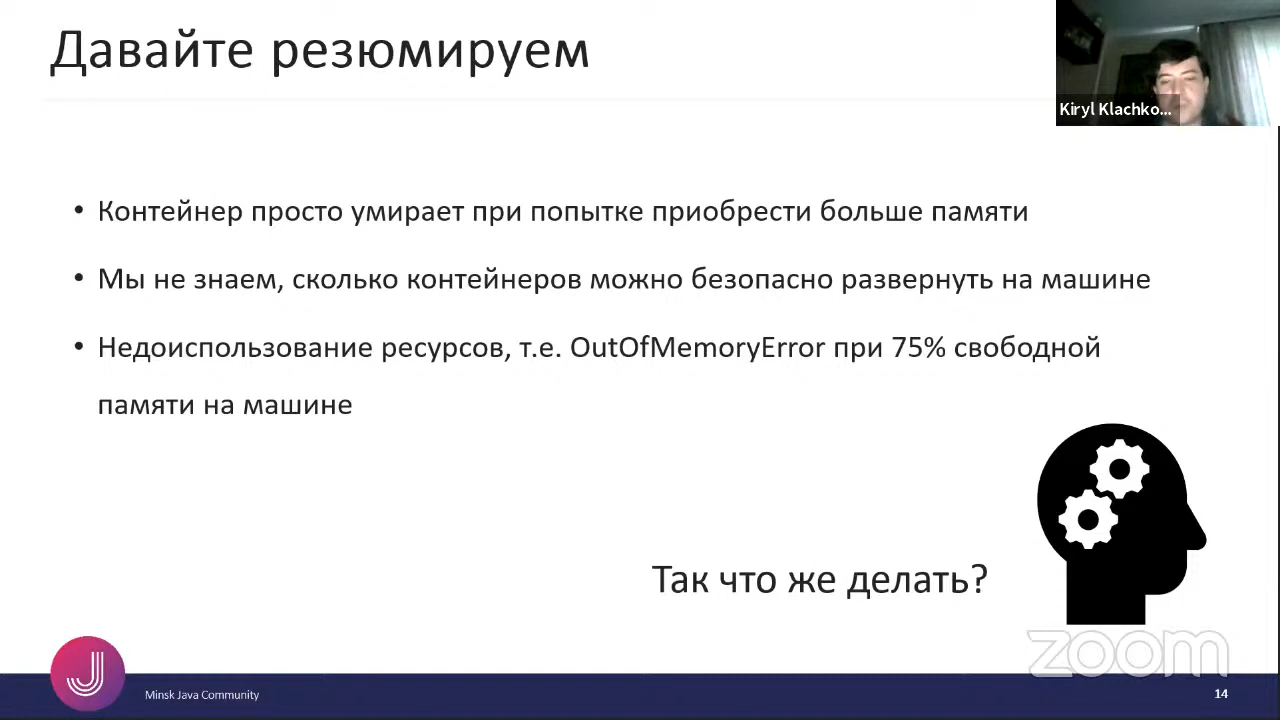 Давайте резюмируем
Kiryl Klachko...
• Контейнер просто умирает при попытке приобрести больше памяти
• Мы не знаем, сколько контейнеров можно безопасно развернуть на машине
• Недоиспользование ресурсов, т.е. OutOfMemoryError при 75% свободной
памяти на машине
Так что же делать?
zoom
Minsk Java Community
14